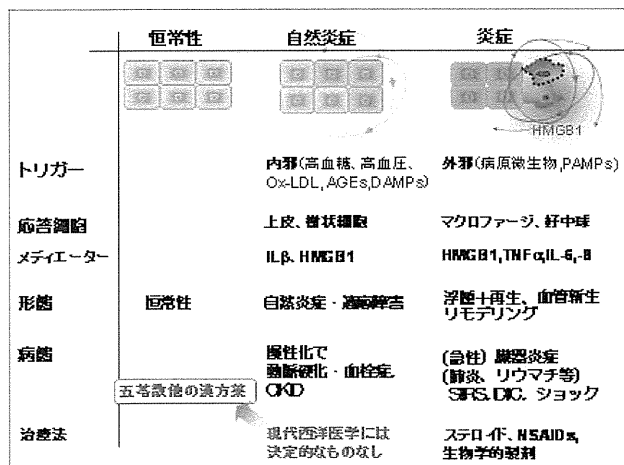 恒常性 自然炎症 炎症
HMGB1
トリガー 内邪(高血糖、高血圧、 外邪(病原微生物,PAMPs)
Ox-LDL, AGEs,DAMPs)
応答細胞 上皮、樹状細胞 マクロファージ、好中球
メディエーター ILβ、HMGB1 HMGB1,TNFα,IL-6,-8
形態 恒常性 自然炎症・過剰障害 浮腫＋再生、血管新生
リモデリング
病態 慢性化で (急性) 臓器炎症
動脈硬化・血栓症、 (肺炎、リウマチ等)
CKD SIRS、DIC、ショック
五苓散他の漢方薬
治療法 現代西洋医学には ステロイド、NSAIDs,
決定的なものなし 生物学的製剤